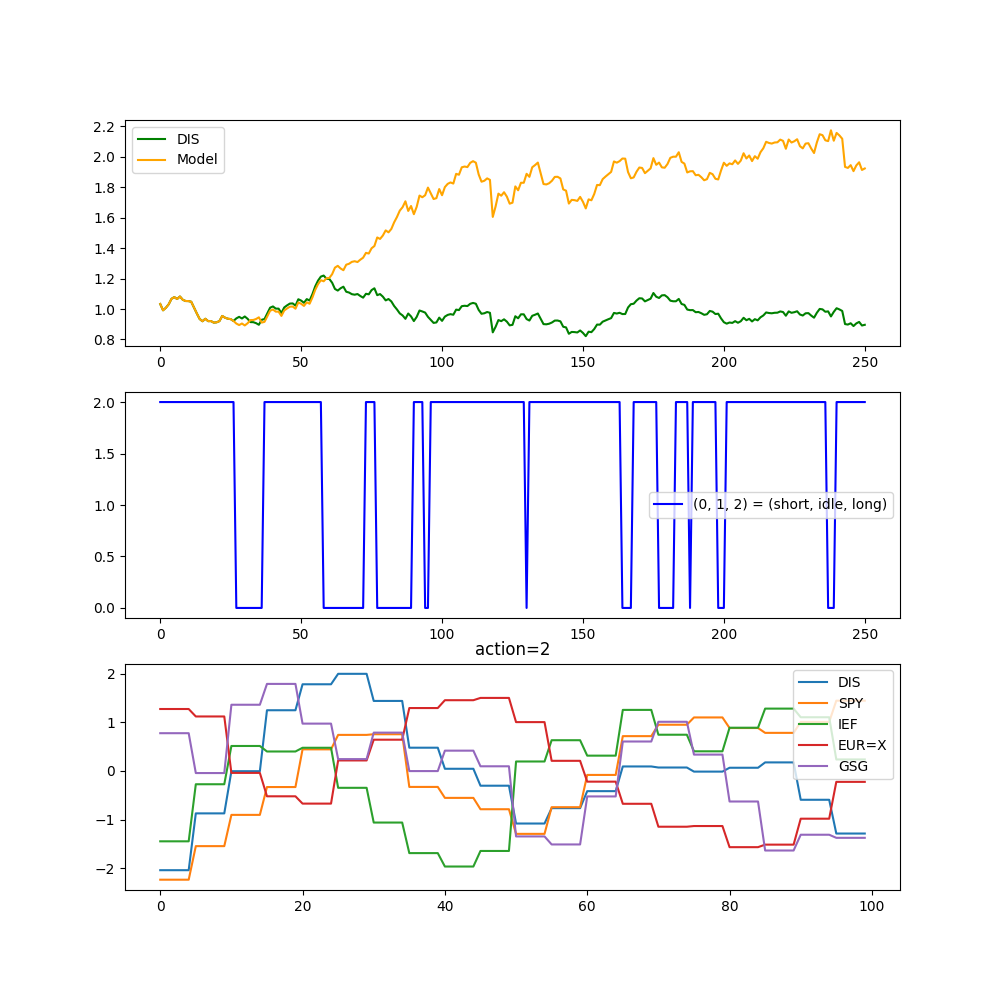 2.2
2.0
1.8
1.6
1.4
1.2
1.0
0.8
DIS
Model
0 50 100 150 200 250
2.0
1.5
1.0
0.5
0.0
(0, 1, 2) = (short, idle, long)
0 50 100 150 200 250
action=2
2
1
0
−1
−2
DIS
SPY
IEF
EUR=X
GSG
0 20 40 60 80 100